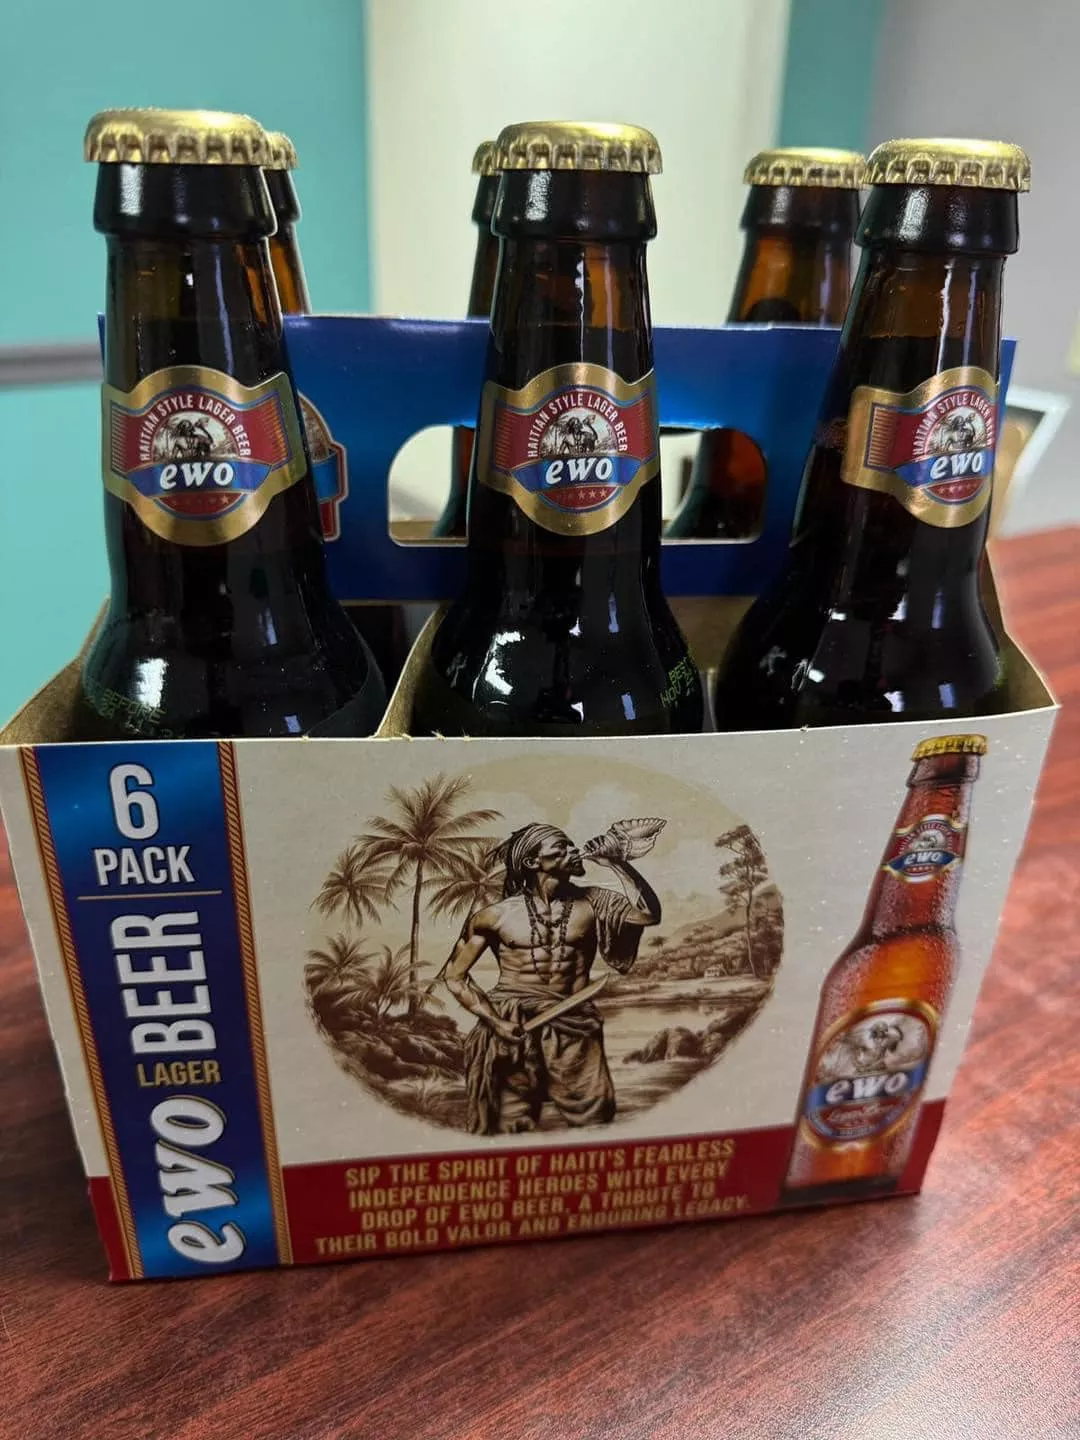 HAITIAN STYLE LAGER BEER
ewo
HAITIAN STYLE LAGER BEER
ewo
HAITIAN STYLE LAGER BEER
ewo
6
PACK
ewo LAGER BEER
SIP THE SPIRIT OF HAITI'S FEARLESS
INDEPENDENCE HEROES WITH EVERY
DROP OF EWO BEER, A TRIBUTE TO
THEIR BOLD VALOR AND ENDURING LEGACY.
ewo
ewo